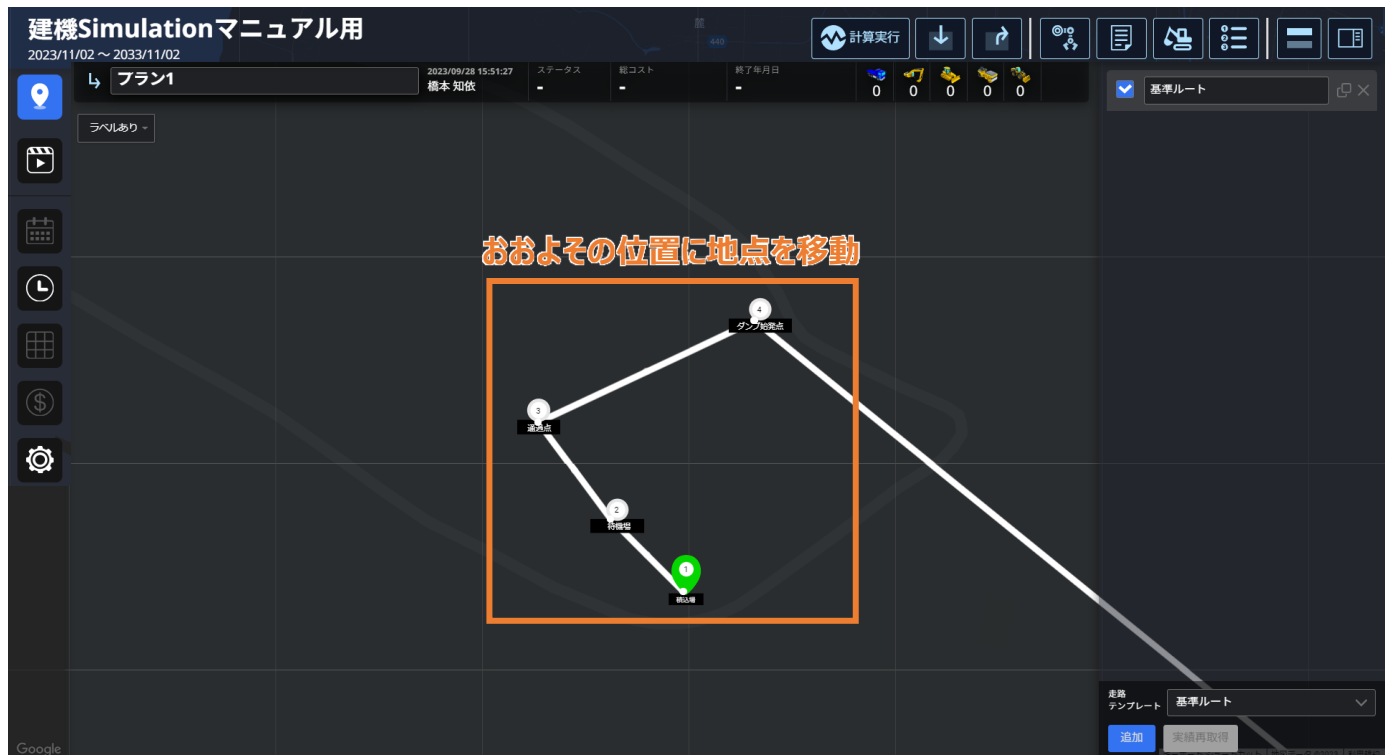 建機Simulationマニュアル用
2023/11/02 ～ 2033/11/02
計算実行
プラン1
2023/09/28 15:51:27
橋本 知依
ステータス
-
総コスト
-
終了年月日
-
0 0 0 0 0
基準ルート
ラベルあり
440
おおよその位置に地点を移動
4
ダンプ始発点
3
通過点
2
待機場
1
積込場
走路
テンプレート
基準ルート
追加
実績再取得
Google